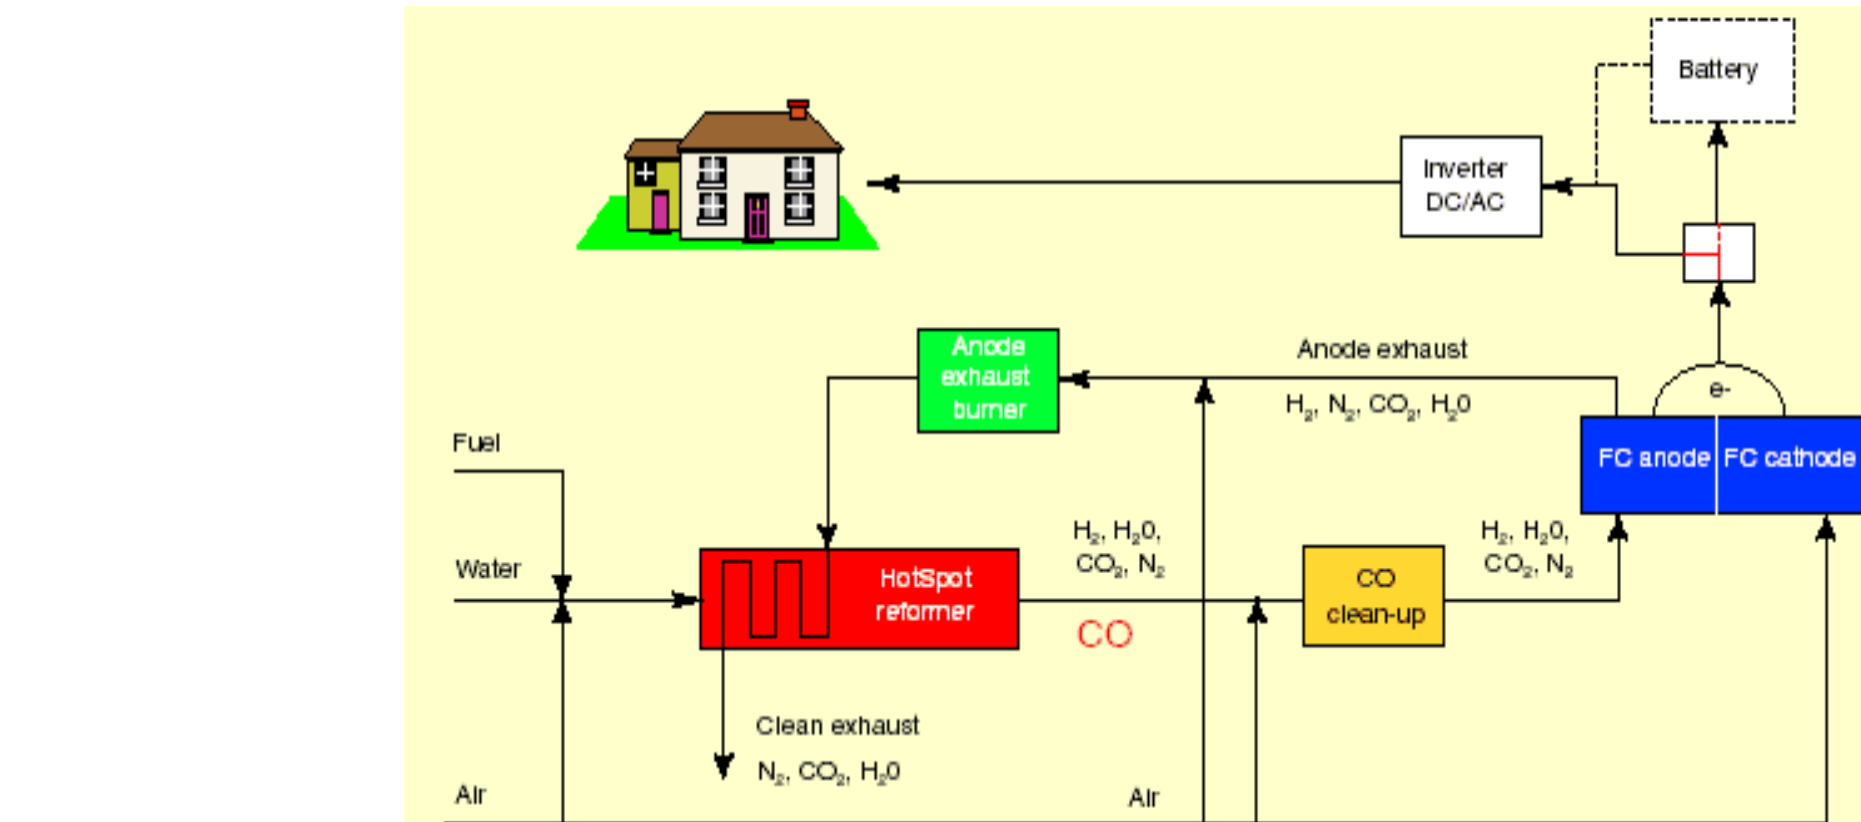 Battery
Inverter
DC/AC
Anode
exhaust
burner
Anode exhaust
H₂, N₂, CO₂, H₂0
e-
FC anode
FC cathode
Fuel
Water
HotSpot
reformer
H₂, H₂0,
CO₂, N₂
CO
CO
clean-up
H₂, H₂0,
CO₂, N₂
Clean exhaust
N₂, CO₂, H₂0
Air
Air